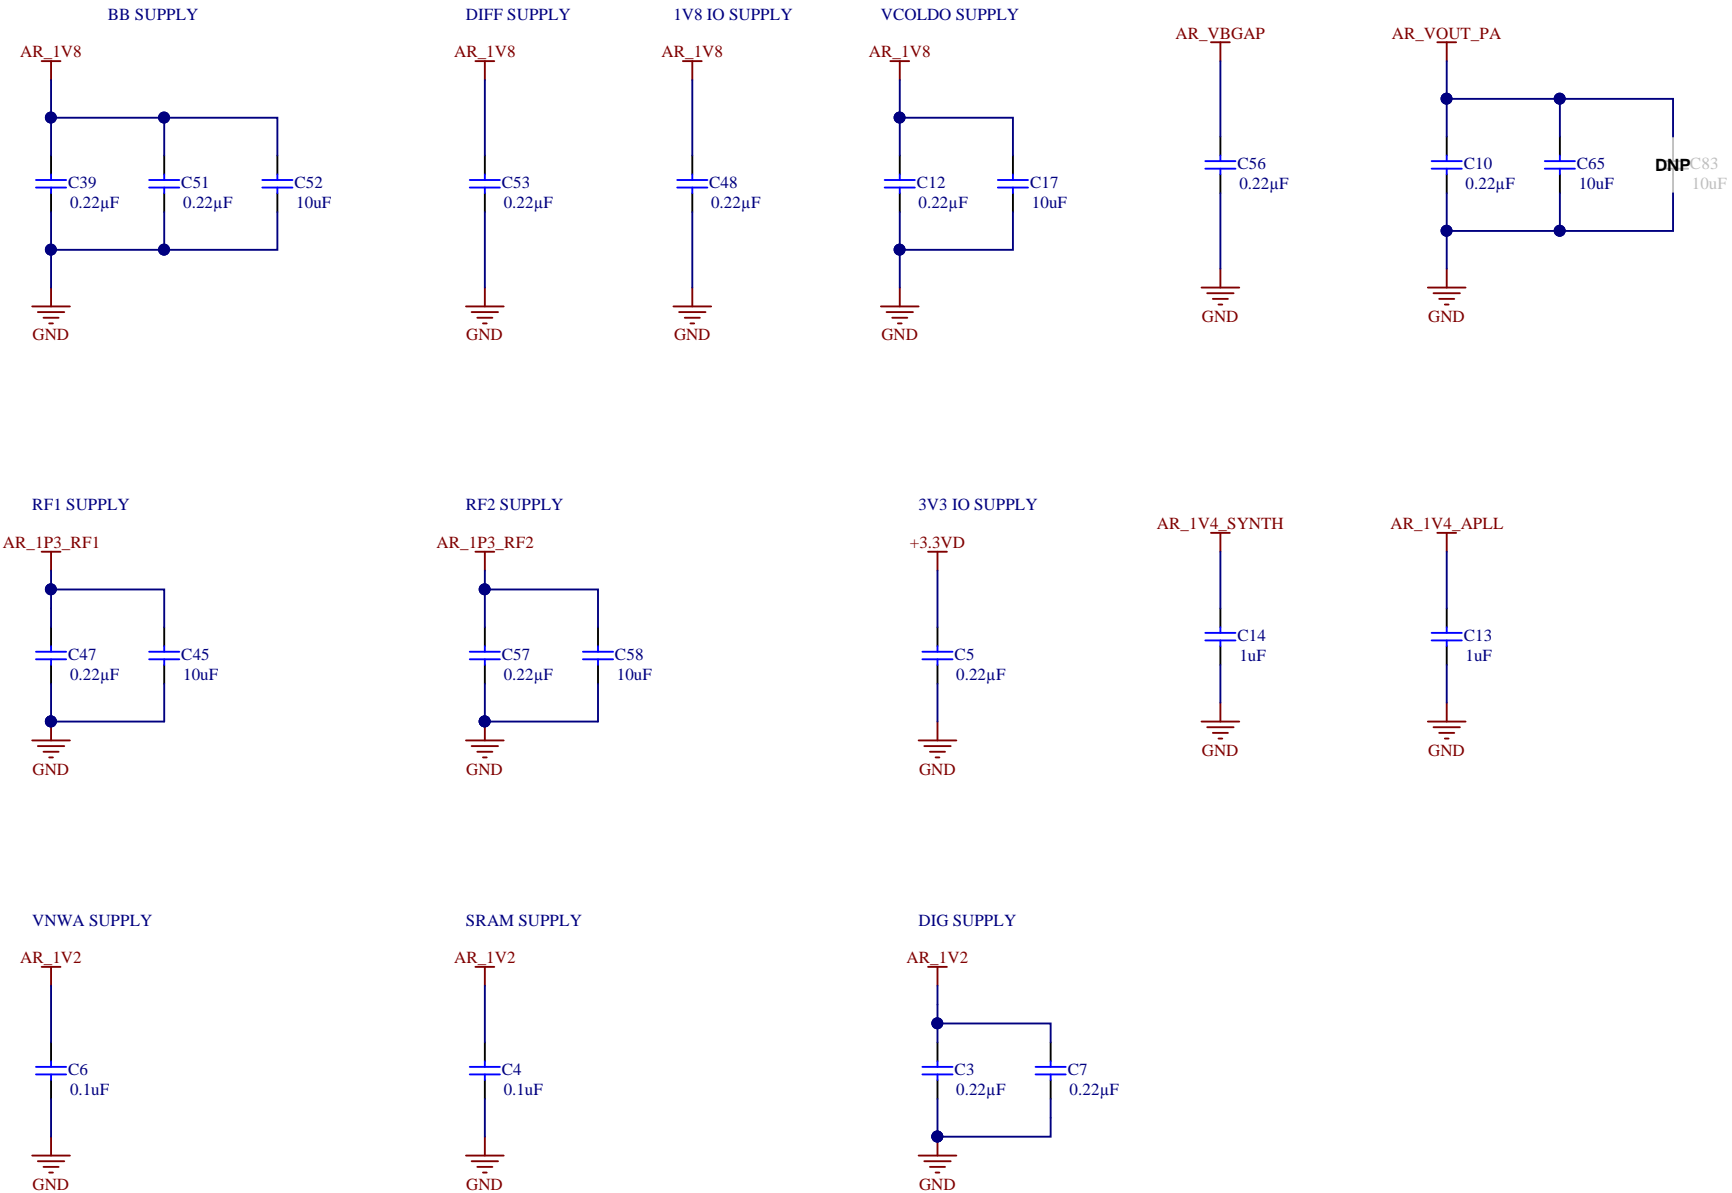 BB SUPPLY
DIFF SUPPLY
1V8 IO SUPPLY
VCOLDO SUPPLY
AR_1V8
AR_1V8
AR_1V8
AR_1V8
AR_VBGAP
AR_VOUT_PA
C39
0.22µF
C51
0.22µF
C52
10uF
C53
0.22µF
C48
0.22µF
C12
0.22µF
C17
10uF
C56
0.22µF
C10
0.22µF
C65
10uF
DNP
C83
10uF
GND
GND
GND
GND
GND
GND
RF1 SUPPLY
RF2 SUPPLY
3V3 IO SUPPLY
AR_1P3_RF1
AR_1P3_RF2
+3.3VD
AR_1V4_SYNTH
AR_1V4_APLL
C47
0.22µF
C45
10uF
C57
0.22µF
C58
10uF
C5
0.22µF
C14
1uF
C13
1uF
GND
GND
GND
GND
GND
VNWA SUPPLY
SRAM SUPPLY
DIG SUPPLY
AR_1V2
AR_1V2
AR_1V2
C6
0.1uF
C4
0.1uF
C3
0.22µF
C7
0.22µF
GND
GND
GND